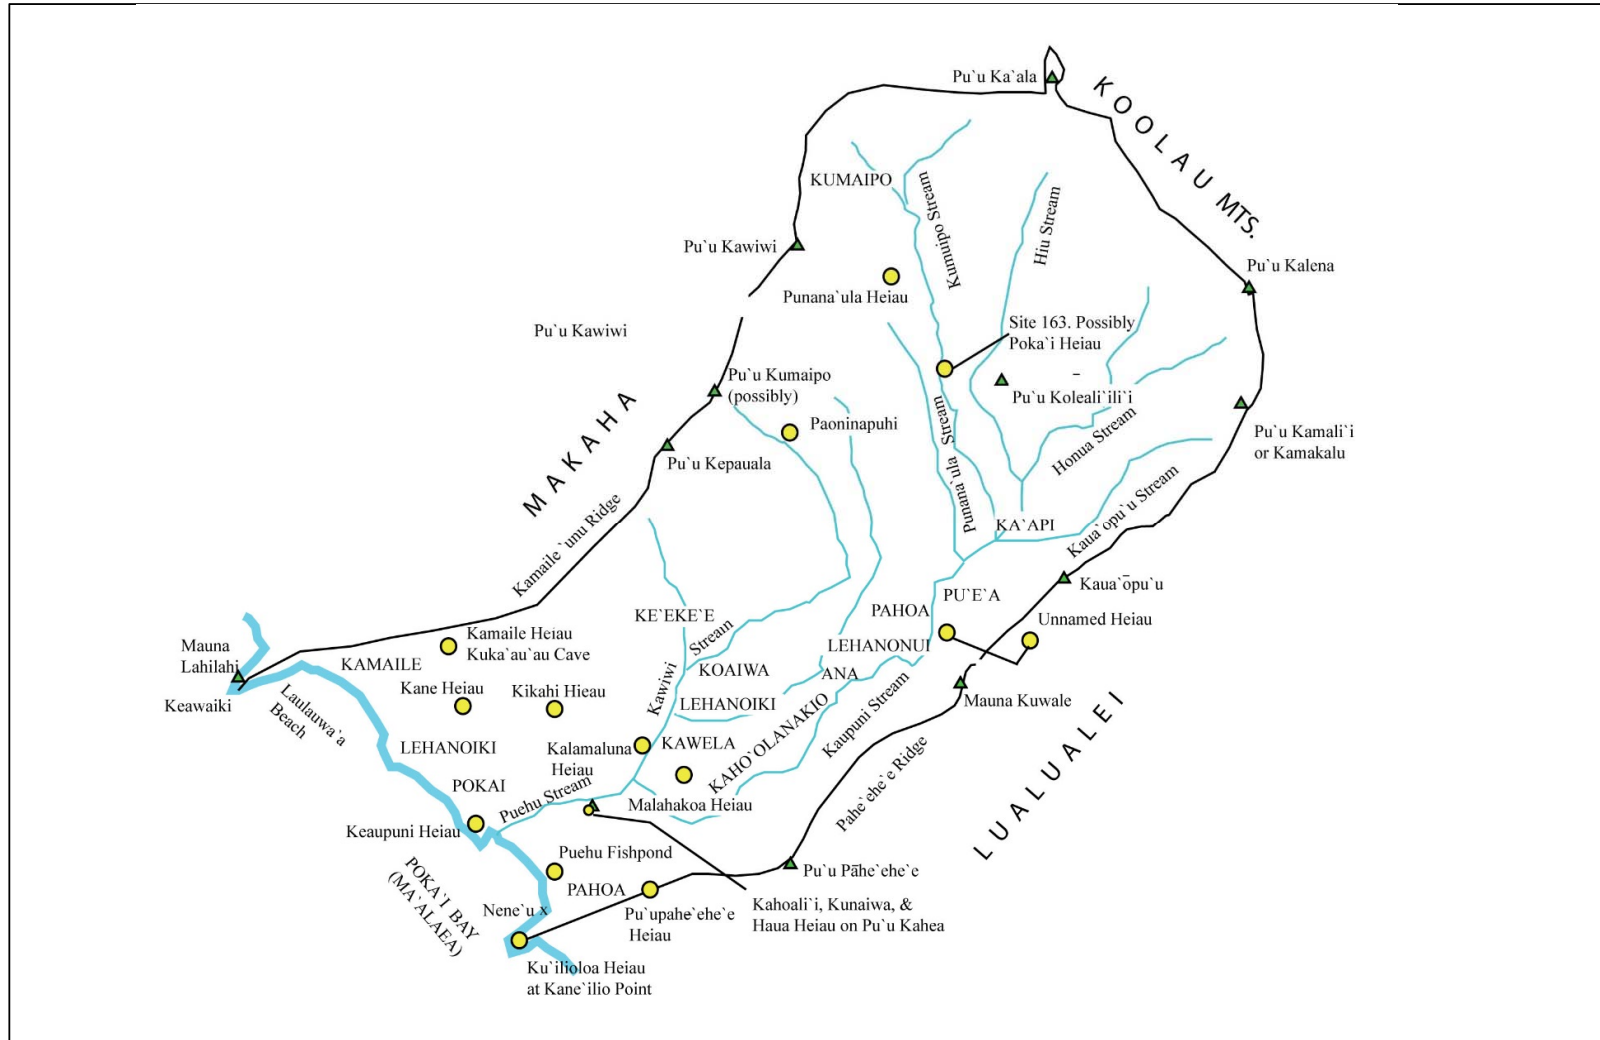 Pu`u Ka`ala
KOOLAU MTS.
KUMAIPO
Kumuipo Stream
Hiu Stream
Pu`u Kawiwi
Pu`u Kalena
Punana`ula Heiau
Pu`u Kawiwi
Site 163. Possibly
Poka`i Heiau
Pu`u Kumaipo
(possibly)
Pu`u Koleali`ili`i
MAKAHA
Paoninapuhi
Punana`ula Stream
Honua Stream
Pu`u Kamali`i
or Kamakalu
Pu`u Kepauala
Kamaile`unu Ridge
KA`API
Kaua`opu`u Stream
Kaua`ōpu`u
PU`E`A
PAHOA
Unnamed Heiau
KE`EKE`E
Kamaile Heiau
Kuka`au`au Cave
Mauna
Lahilahi
KAMAILE
LEHANONUI
Kawiwi Stream
KOAIWA
ANA
Kane Heiau
Kikahi Hieau
Keawaiki
Laulauwa`a
Beach
LEHANOIKI
KAHO`OLANAKIO
Kaupuni Stream
Mauna Kuwale
LEHANOIKI
Kalamaluna
Heiau
KAWELA
LUALUALEI
POKAI
Puehu Stream
Malahakoa Heiau
Pahe`ehe`e Ridge
Keaupuni Heiau
Puehu Fishpond
Pu`u Pāhe`ehe`e
POKA`I BAY
(MA`ALAEA)
PAHOA
Nene`u x
Pu`upahe`ehe`e
Heiau
Kahoali`i, Kunaiwa, &
Haua Heiau on Pu`u Kahea
Ku`ilioloa Heiau
at Kane`ilio Point